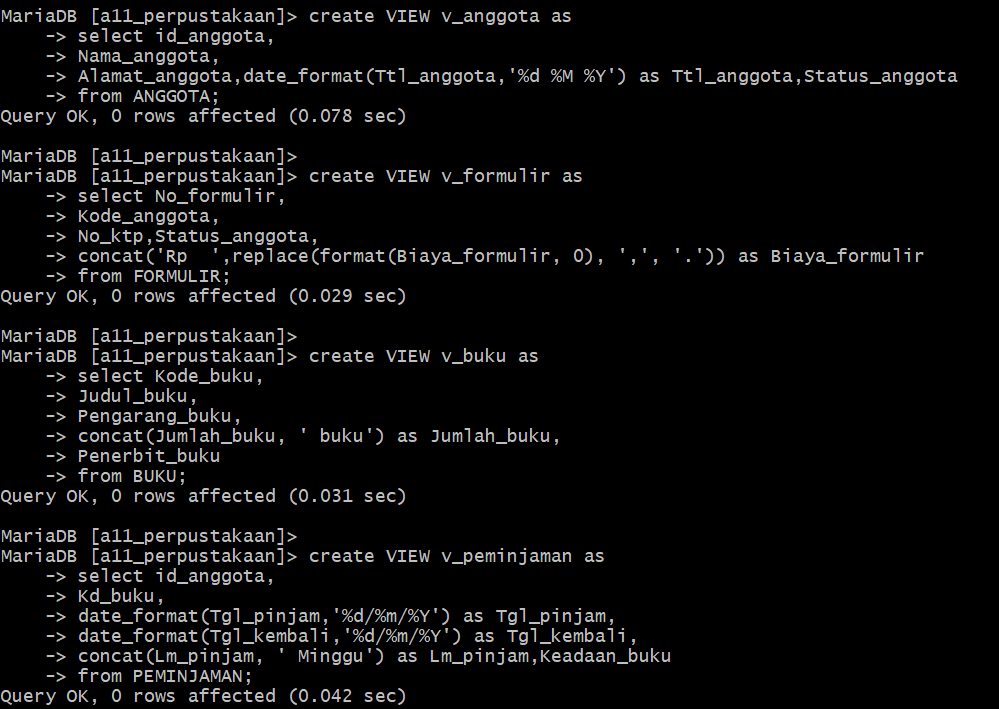 MariaDB [a11_perpustakaan]> create VIEW v_anggota as
    -> select id_anggota,
    -> Nama_anggota,
    -> Alamat_anggota,date_format(Ttl_anggota,'%d %M %Y') as Ttl_anggota,Status_anggota
    -> from ANGGOTA;
Query OK, 0 rows affected (0.078 sec)

MariaDB [a11_perpustakaan]>
MariaDB [a11_perpustakaan]> create VIEW v_formulir as
    -> select No_formulir,
    -> Kode_anggota,
    -> No_ktp,Status_anggota,
    -> concat('Rp  ',replace(format(Biaya_formulir, 0), ',', '.')) as Biaya_formulir
    -> from FORMULIR;
Query OK, 0 rows affected (0.029 sec)

MariaDB [a11_perpustakaan]>
MariaDB [a11_perpustakaan]> create VIEW v_buku as
    -> select Kode_buku,
    -> Judul_buku,
    -> Pengarang_buku,
    -> concat(Jumlah_buku, ' buku') as Jumlah_buku,
    -> Penerbit_buku
    -> from BUKU;
Query OK, 0 rows affected (0.031 sec)

MariaDB [a11_perpustakaan]>
MariaDB [a11_perpustakaan]> create VIEW v_peminjaman as
    -> select id_anggota,
    -> Kd_buku,
    -> date_format(Tgl_pinjam,'%d/%m/%Y') as Tgl_pinjam,
    -> date_format(Tgl_kembali,'%d/%m/%Y') as Tgl_kembali,
    -> concat(Lm_pinjam, ' Minggu') as Lm_pinjam,Keadaan_buku
    -> from PEMINJAMAN;
Query OK, 0 rows affected (0.042 sec)